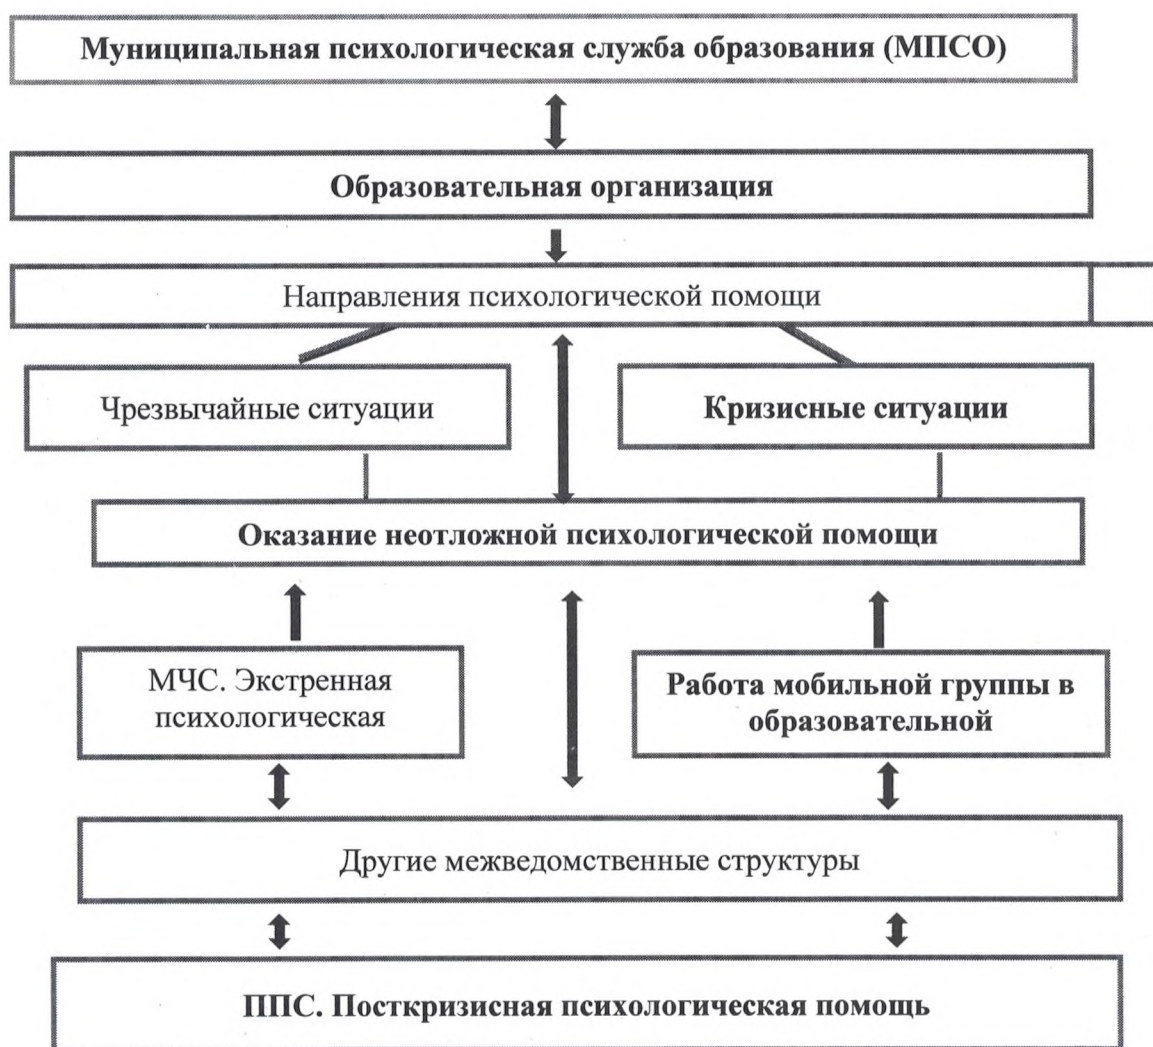 Муниципальная психологическая служба образования (МПСО)
Образовательная организация
Направления психологической помощи
Чрезвычайные ситуации
Кризисные ситуации
Оказание неотложной психологической помощи
МЧС. Экстренная
психологическая
Работа мобильной группы в
образовательной
Другие межведомственные структуры
ППС. Посткризисная психологическая помощь